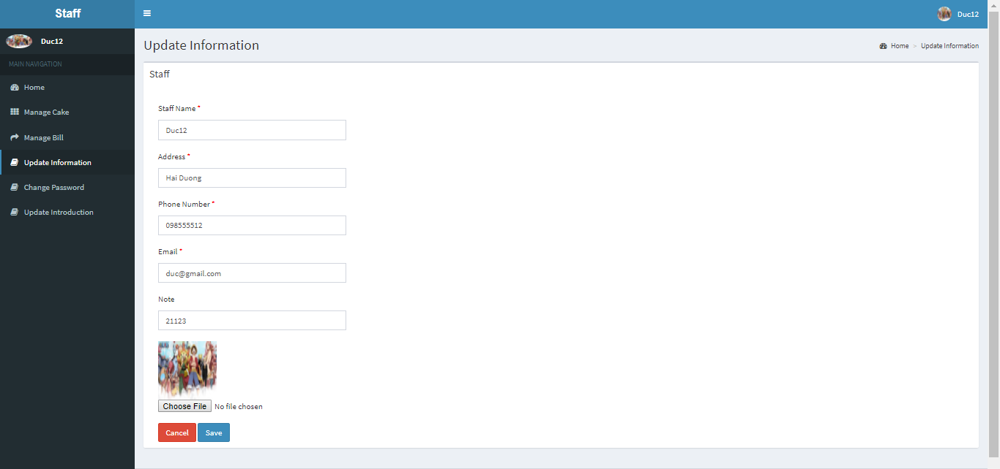 Staff
Duc12
Duc12
MAIN NAVIGATION
Home
Manage Cake
Manage Bill
Update Information
Change Password
Update Introduction
Update Information
Home > Update Information
Staff
Staff Name *
Duc12
Address *
Hai Duong
Phone Number *
098555512
Email *
duc@gmail.com
Note
21123
Choose File No file chosen
Cancel Save